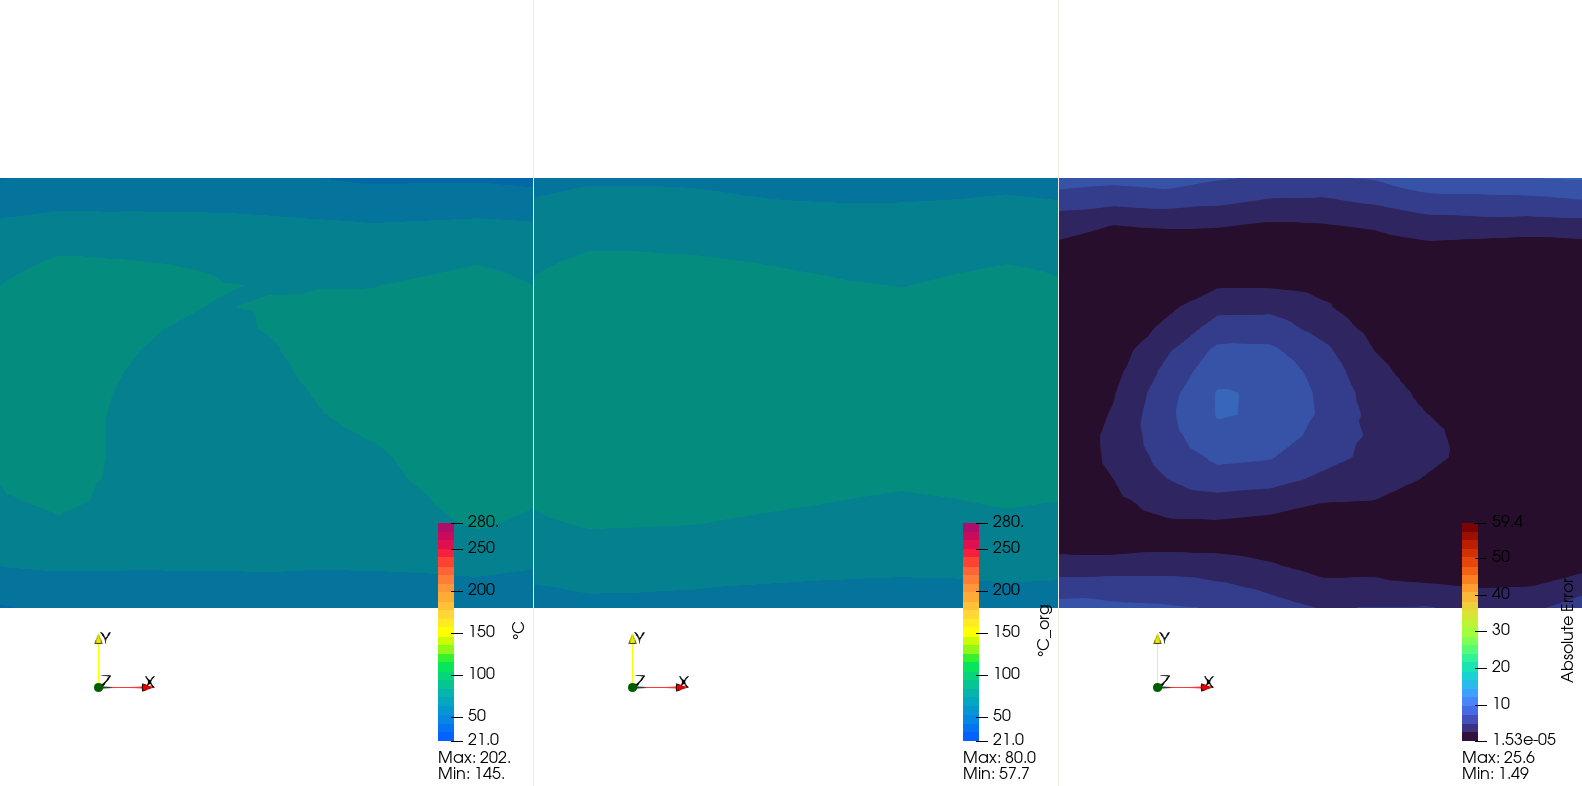 280.
250
200
150
100
50
21.0
°C
Max: 202.
Min: 145.
Y
Z
X
280.
250
200
150
100
50
21.0
°C_org
Max: 80.0
Min: 57.7
Y
Z
X
59.4
50
40
30
20
10
1.53e-05
Absolute Error
Max: 25.6
Min: 1.49
Y
Z
X